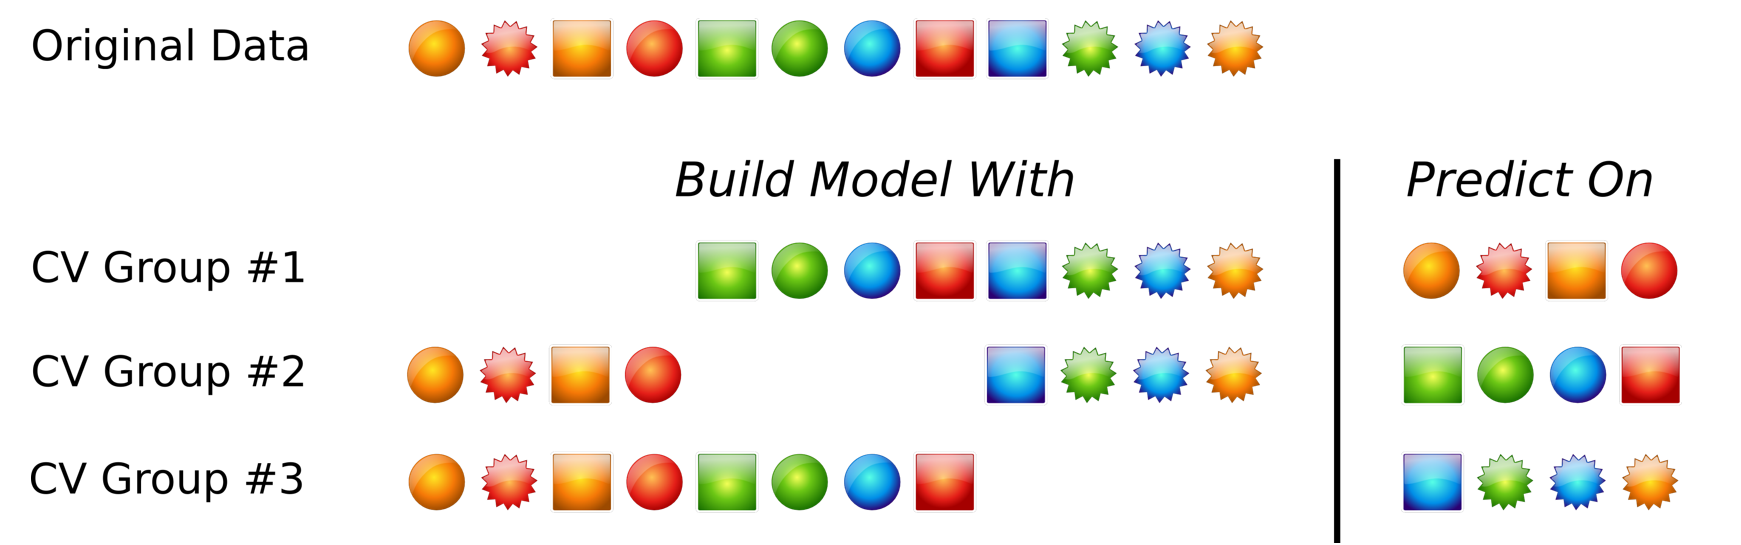 Original Data
Build Model With
Predict On
CV Group #1
CV Group #2
CV Group #3